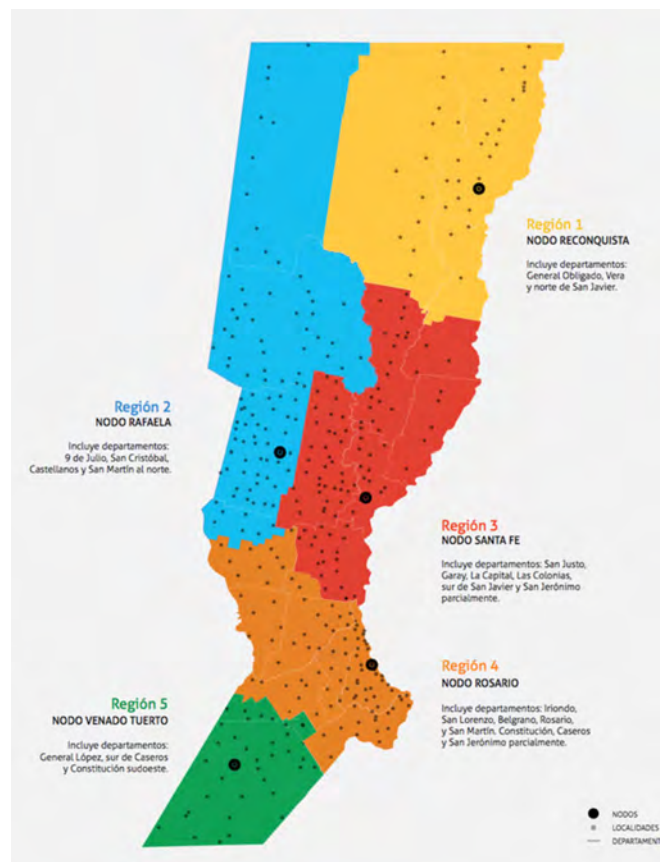 Región 1
NODO RECONQUISTA
Incluye departamentos:
General Obligado, Vera
y norte de San Javier.
Región 2
NODO RAFAELA
Incluye departamentos:
9 de Julio, San Cristóbal,
Castellanos y San Martín al norte.
Región 3
NODO SANTA FE
Incluye departamentos: San Justo,
Garay, La Capital, Las Colonias,
sur de San Javier y San Jerónimo
parcialmente.
Región 4
NODO ROSARIO
Incluye departamentos: Iriondo,
San Lorenzo, Belgrano, Rosario,
y San Martín. Constitución, Caseros
y San Jerónimo parcialmente.
Región 5
NODO VENADO TUERTO
Incluye departamentos:
General López, sur de Caseros
y Constitución sudoeste.
NODOS
LOCALIDADES
DEPARTAMENT